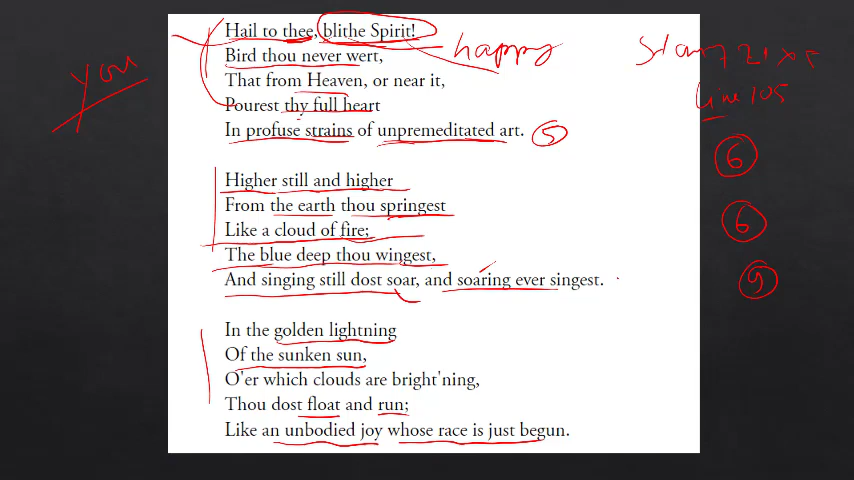 Hail to thee, blithe Spirit!
Bird thou never wert,
That from Heaven, or near it,
Pourest thy full heart
In profuse strains of unpremeditated art.
5
Higher still and higher
From the earth thou springest
Like a cloud of fire;
The blue deep thou wingest,
And singing still dost soar, and soaring ever singest.
In the golden lightning
Of the sunken sun,
O'er which clouds are bright'ning,
Thou dost float and run;
Like an unbodied joy whose race is just begun.
you
happy
21 × 5
line 105
6
6
9